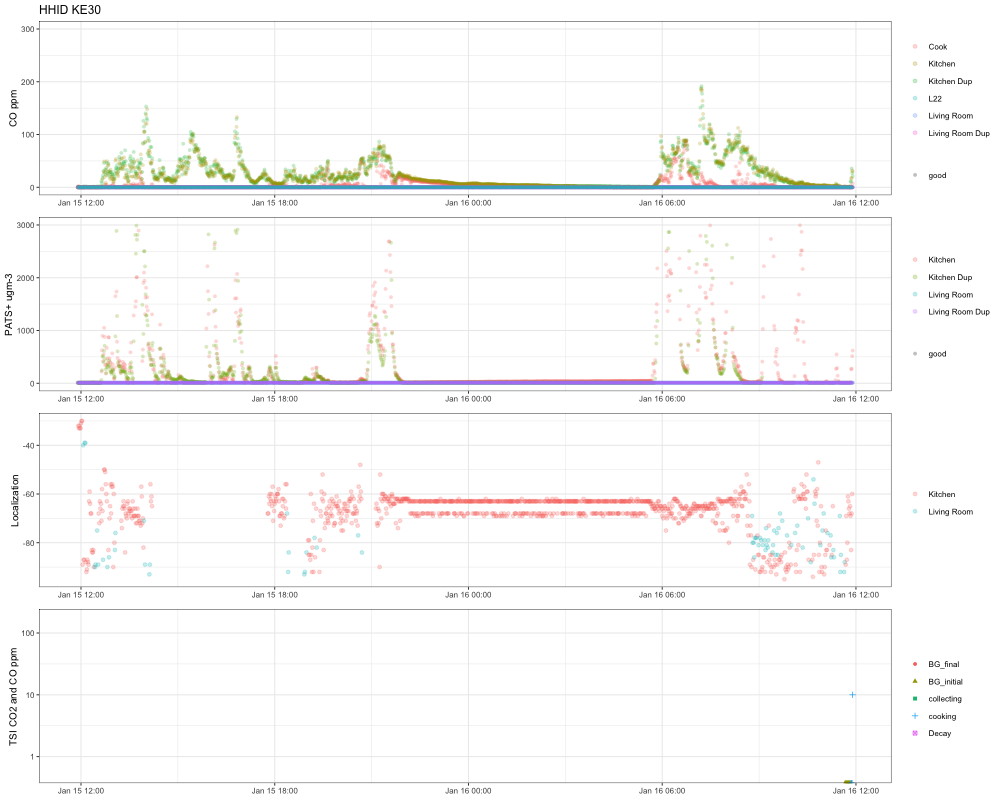 HHID KE30
CO ppm
300
200
100
0
Jan 15 12:00
Jan 15 18:00
Jan 16 00:00
Jan 16 06:00
Jan 16 12:00
Cook
Kitchen
Kitchen Dup
L22
Living Room
Living Room Dup
good
PATS+ ugm-3
3000
2000
1000
0
Jan 15 12:00
Jan 15 18:00
Jan 16 00:00
Jan 16 06:00
Jan 16 12:00
Kitchen
Kitchen Dup
Living Room
Living Room Dup
good
Localization
-40
-60
-80
Jan 15 12:00
Jan 15 18:00
Jan 16 00:00
Jan 16 06:00
Jan 16 12:00
Kitchen
Living Room
TSI CO2 and CO ppm
100
10
1
Jan 15 12:00
Jan 15 18:00
Jan 16 00:00
Jan 16 06:00
Jan 16 12:00
BG_final
BG_initial
collecting
cooking
Decay